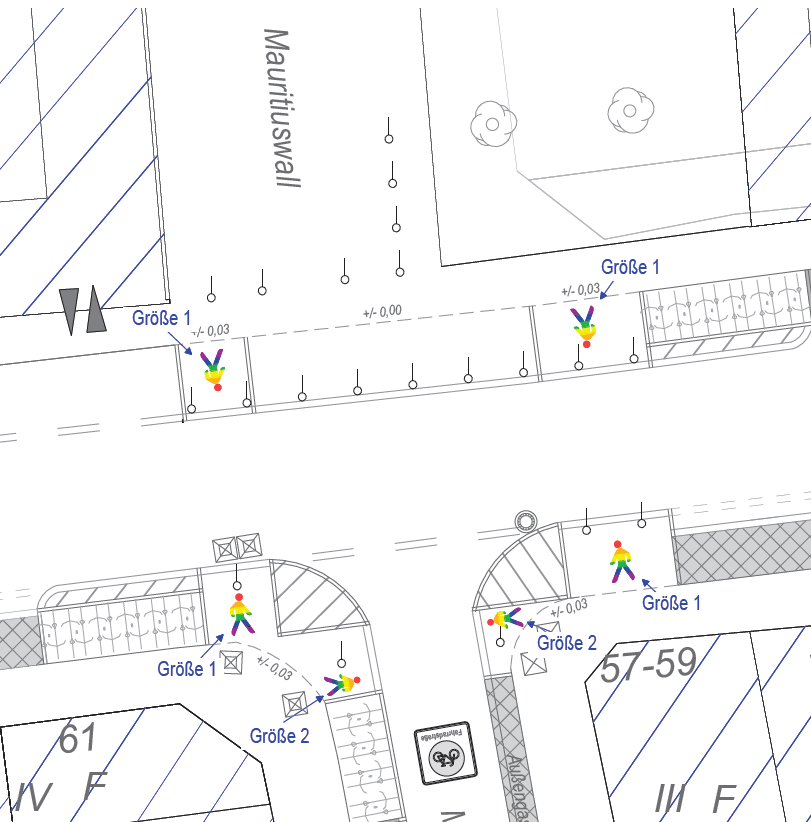 Mauritiuswall
Größe 1
+/- 0,03
Größe 1
+/- 0,03
+/- 0,00
+/- 0,03
Größe 1
Größe 2
Größe 1
+/- 0,03
Größe 2
57-59
61
Fahrradstraße
IV F
III F